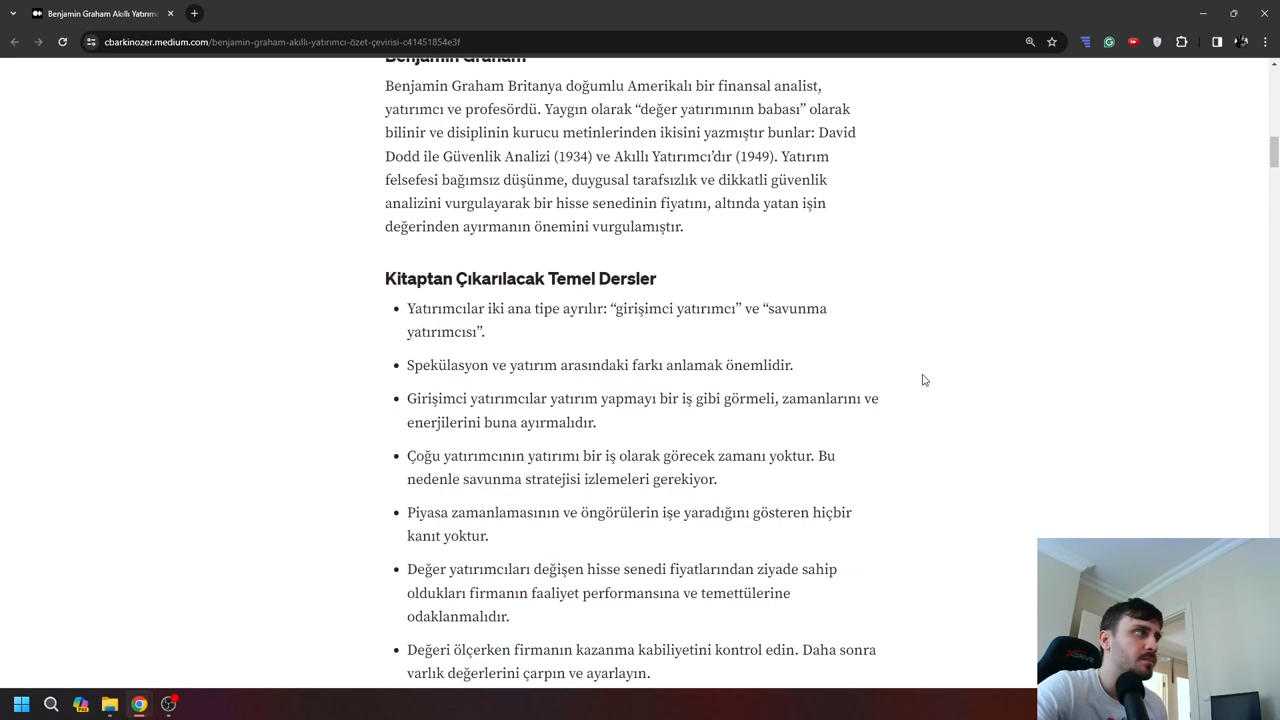 Benjamin Graham Akıllı Yatırımc
cbarkinozer.medium.com/benjamin-graham-akıllı-yatırımcı-özet-çevirisi-c41451854e3f
Benjamin Graham
Benjamin Graham Britanya doğumlu Amerikalı bir finansal analist,
yatırımcı ve profesördü. Yaygın olarak “değer yatırımının babası” olarak
bilinir ve disiplinin kurucu metinlerinden ikisini yazmıştır bunlar: David
Dodd ile Güvenlik Analizi (1934) ve Akıllı Yatırımcı’dır (1949). Yatırım
felsefesi bağımsız düşünme, duygusal tarafsızlık ve dikkatli güvenlik
analizini vurgulayarak bir hisse senedinin fiyatını, altında yatan işin
değerinden ayırmanın önemini vurgulamıştır.
Kitaptan Çıkarılacak Temel Dersler
• Yatırımcılar iki ana tipe ayrılır: “girişimci yatırımcı” ve “savunma
yatırımcısı”.
• Spekülasyon ve yatırım arasındaki farkı anlamak önemlidir.
• Girişimci yatırımcılar yatırım yapmayı bir iş gibi görmeli, zamanlarını ve
enerjilerini buna ayırmalıdır.
• Çoğu yatırımcının yatırımı bir iş olarak görecek zamanı yoktur. Bu
nedenle savunma stratejisi izlemeleri gerekiyor.
• Piyasa zamanlamasının ve öngörülerin işe yaradığını gösteren hiçbir
kanıt yoktur.
• Değer yatırımcıları değişen hisse senedi fiyatlarından ziyade sahip
oldukları firmanın faaliyet performansına ve temettülerine
odaklanmalıdır.
• Değeri ölçerken firmanın kazanma kabiliyetini kontrol edin. Daha sonra
varlık değerlerini çarpın ve ayarlayın.
XDRIVE